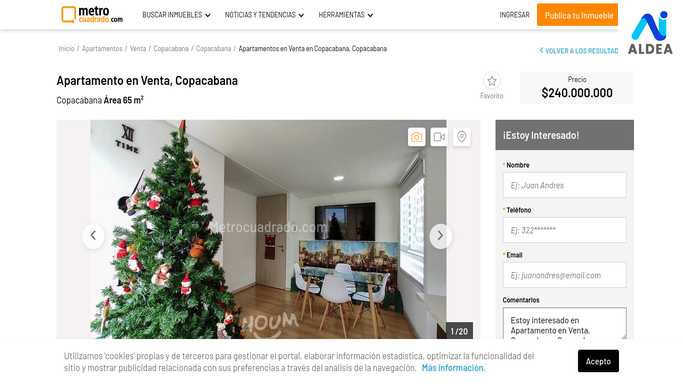 metro
cuadrado.com
BUSCAR INMUEBLES
NOTICIAS Y TENDENCIAS
HERRAMIENTAS
INGRESAR
Publica tu Inmueble
ALDEA
Inicio / Apartamentos / Venta / Copacabana / Copacabana / Apartamentos en Venta en Copacabana, Copacabana
VOLVER A LOS RESULTAD
Apartamento en Venta, Copacabana
Copacabana Área 65 m²
Favorito
Precio
$240.000.000
XII
TIME
Metrocuadrado.com
HOUM
1 / 20
¡Estoy Interesado!
* Nombre
Ej: Juan Andres
* Teléfono
Ej: 322*******
* Email
Ej: juanandres@email.com
Comentarios
Estoy interesado en
Apartamento en Venta,
Utilizamos 'cookies' propias y de terceros para gestionar el portal, elaborar información estadística, optimizar la funcionalidad del
sitio y mostrar publicidad relacionada con sus preferencias a través del análisis de la navegación. Más información.
Acepto